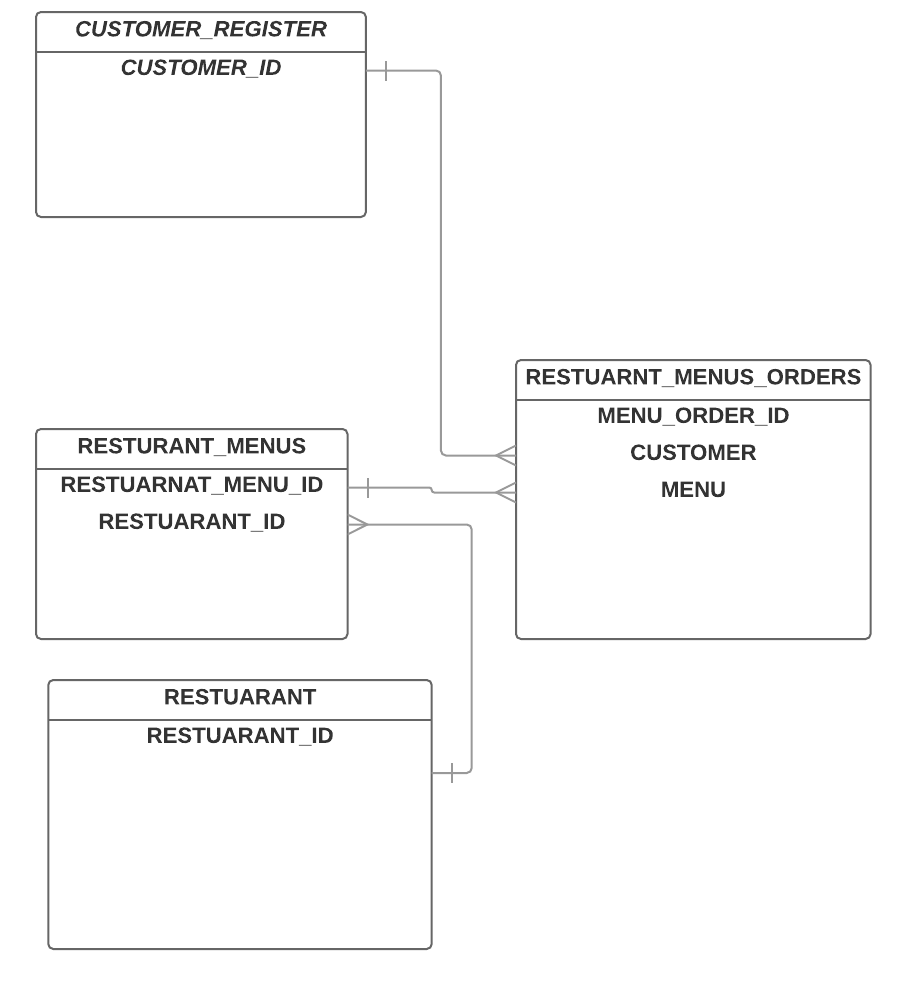 CUSTOMER_REGISTER
CUSTOMER_ID
RESTUARNT_MENUS_ORDERS
MENU_ORDER_ID
CUSTOMER
MENU
RESTURANT_MENUS
RESTUARNAT_MENU_ID
RESTUARANT_ID
RESTUARANT
RESTUARANT_ID